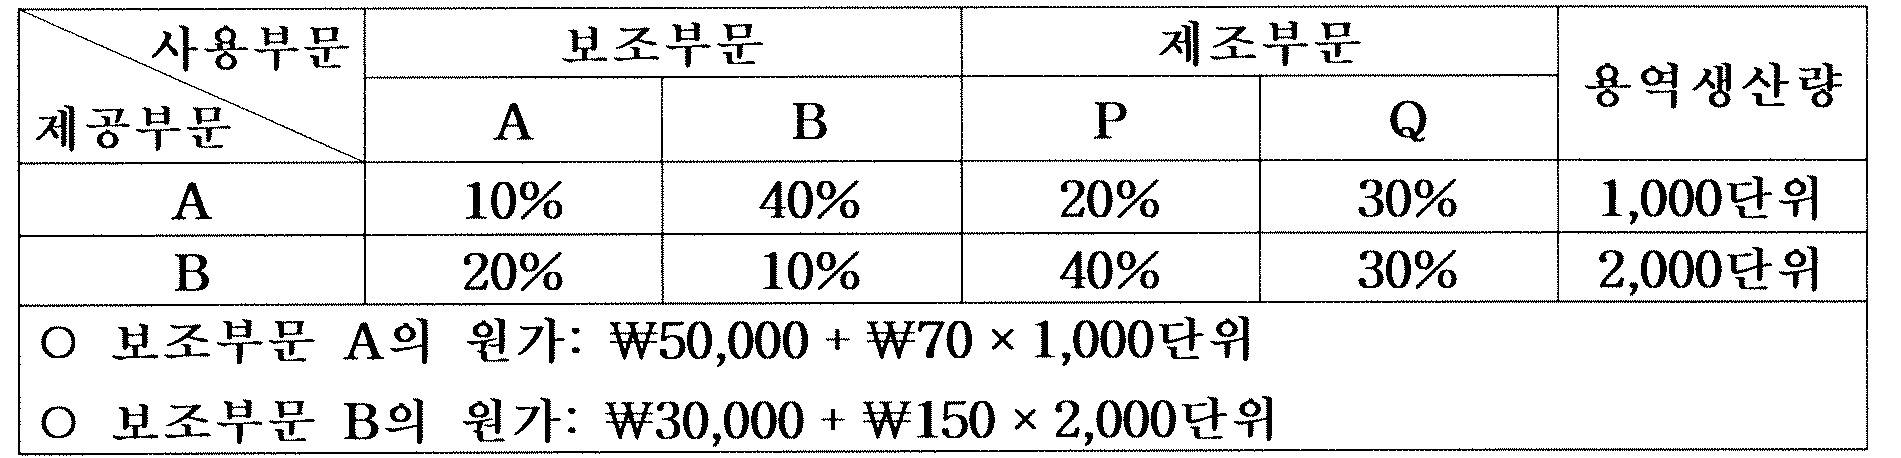 사용부문 보조부문 제조부문 용역생산량
제공부문 A B P Q
A 10% 40% 20% 30% 1,000단위
B 20% 10% 40% 30% 2,000단위
○ 보조부문 A의 원가: ₩50,000 + ₩70 × 1,000단위
○ 보조부문 B의 원가: ₩30,000 + ₩150 × 2,000단위